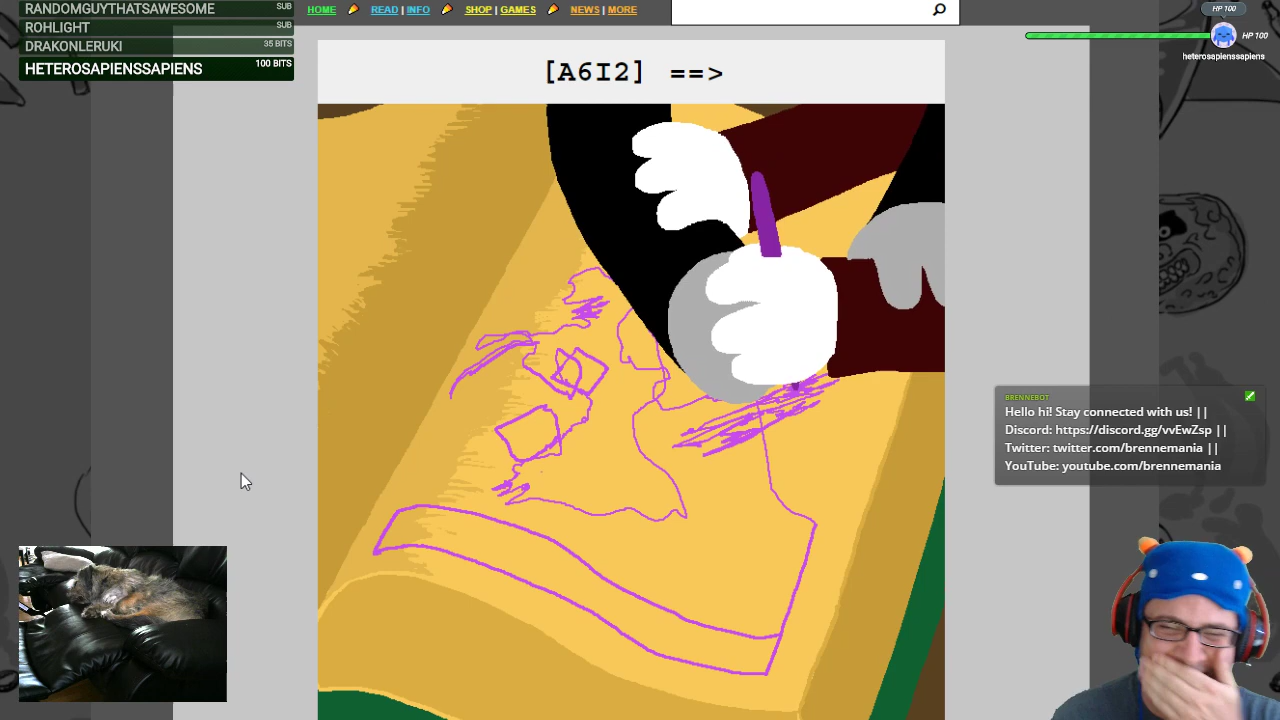 RANDOMGUYTHATSAWESOME SUB
ROHLIGHT SUB
DRAKONLERUKI 35 BITS
HETEROSAPIENSSAPIENS 100 BITS
HOME READ | INFO SHOP | GAMES NEWS | MORE
HP 100
HP 100
heterosapienssapiens
[A6I2] ==>
BRENNEBOT
Hello hi! Stay connected with us! ||
Discord: https://discord.gg/vvEwZsp ||
Twitter: twitter.com/brennemania ||
YouTube: youtube.com/brennemania